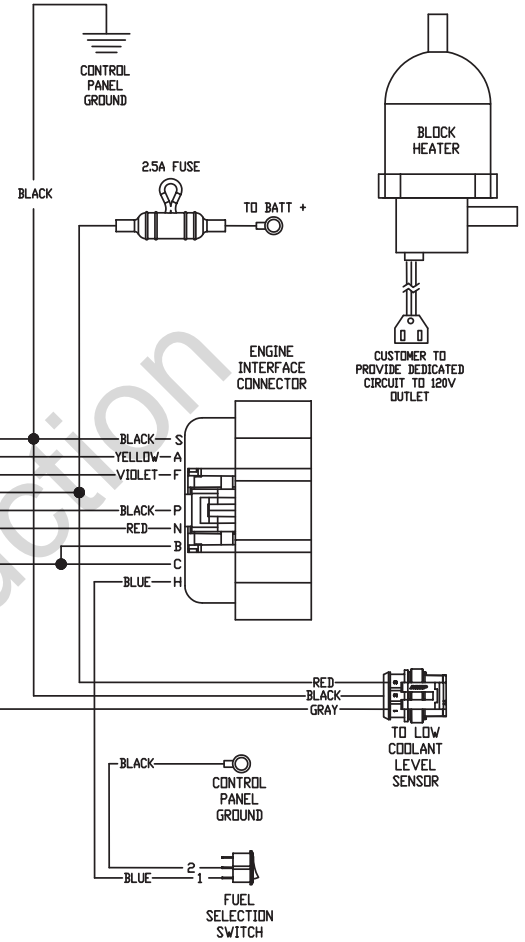 CONTROL
PANEL
GROUND
BLOCK
HEATER
2.5A FUSE
BLACK
TO BATT +
ENGINE
INTERFACE
CONNECTOR
CUSTOMER TO
PROVIDE DEDICATED
CIRCUIT TO 120V
OUTLET
BLACK S
YELLOW A
VIOLET F
BLACK P
RED N
B
C
BLUE H
RED
BLACK
GRAY
TO LOW
COOLANT
LEVEL
SENSOR
BLACK
CONTROL
PANEL
GROUND
2
BLUE 1
FUEL
SELECTION
SWITCH
uction